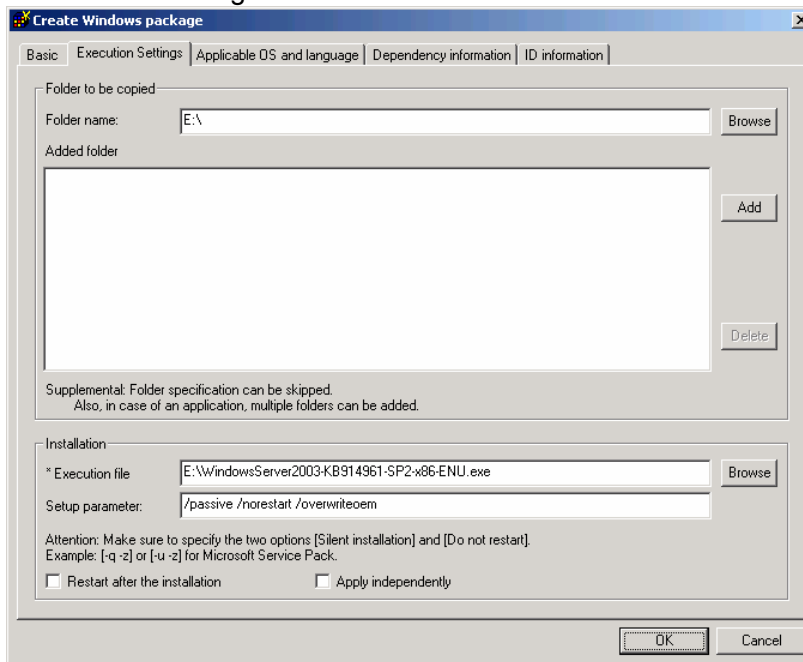 Create Windows package
Basic Execution Settings Applicable OS and language Dependency information ID information
Folder to be copied
Folder name: E:\ Browse
Added folder
Add
Delete
Supplemental: Folder specification can be skipped.
Also, in case of an application, multiple folders can be added.
Installation
* Execution file E:\WindowsServer2003-KB914961-SP2-x86-ENU.exe Browse
Setup parameter: /passive /norestart /overwriteoem
Attention: Make sure to specify the two options [Silent installation] and [Do not restart].
Example: [-q -z] or [-u -z] for Microsoft Service Pack.
Restart after the installation Apply independently
OK Cancel